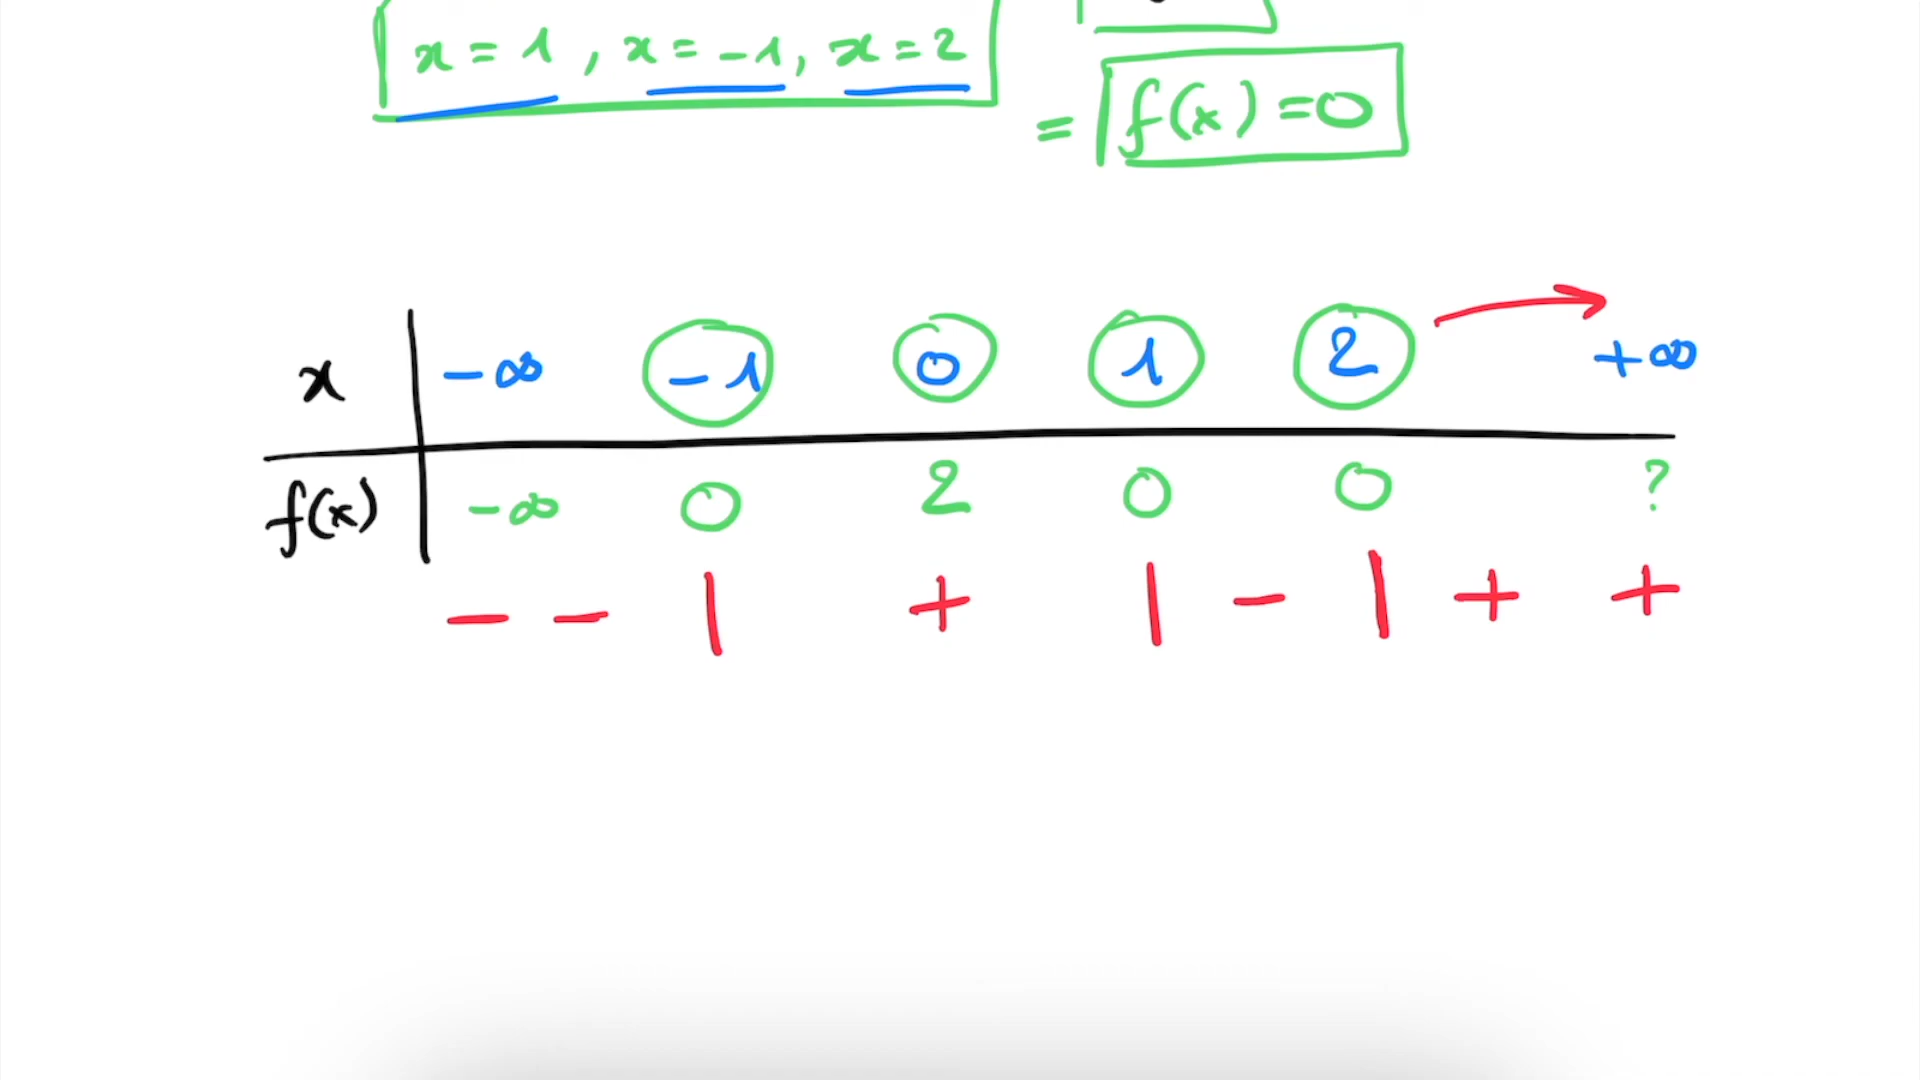 x = 1 , x = -1, x = 2
= f(x) = 0
x -∞ -1 0 1 2 +∞
f(x) -∞ 0 2 0 0 ?
- - | + | - | + +